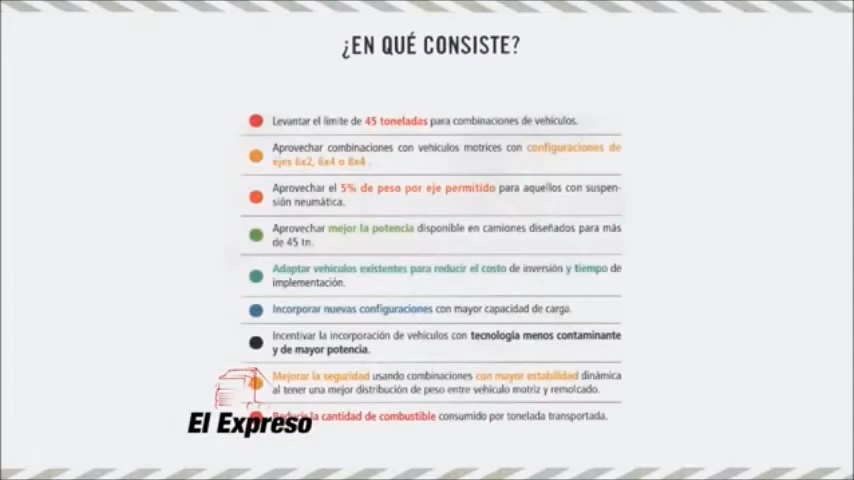 ¿EN QUÉ CONSISTE?
Levantar el límite de 45 toneladas para combinaciones de vehículos.
Aprovechar combinaciones con vehículos motrices con configuraciones de
ejes 6x2, 6x4 o 8x4 .
Aprovechar el 5% de peso por eje permitido para aquellos con suspen-
sión neumática.
Aprovechar mejor la potencia disponible en camiones diseñados para más
de 45 tn.
Adaptar vehículos existentes para reducir el costo de inversión y tiempo de
implementación.
Incorporar nuevas configuraciones con mayor capacidad de carga.
Incentivar la incorporación de vehículos con tecnología menos contaminante
y de mayor potencia.
Mejorar la seguridad usando combinaciones con mayor estabilidad dinámica
al tener una mejor distribución de peso entre vehículo motriz y remolcado.
Reducir la cantidad de combustible consumido por tonelada transportada.
El Expreso